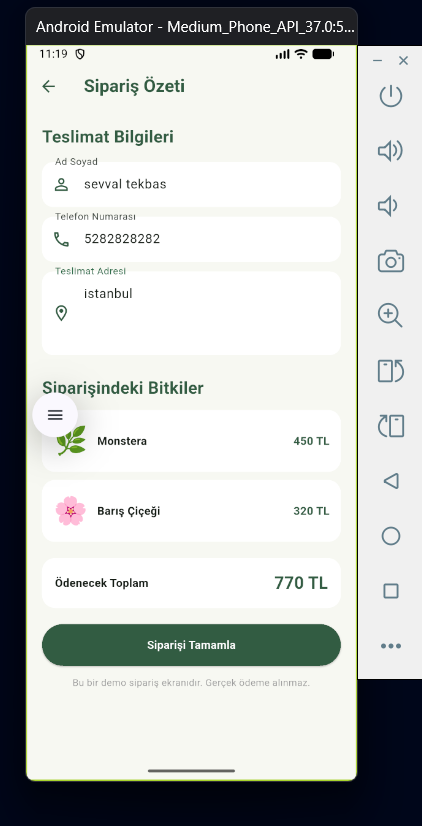 Android Emulator - Medium_Phone_API_37.0:5...
11:19
Sipariş Özeti
Teslimat Bilgileri
Ad Soyad
sevval tekbas
Telefon Numarası
5282828282
Teslimat Adresi
istanbul
Siparişindeki Bitkiler
Monstera 450 TL
Barış Çiçeği 320 TL
Ödenecek Toplam 770 TL
Siparişi Tamamla
Bu bir demo sipariş ekranıdır. Gerçek ödeme alınmaz.